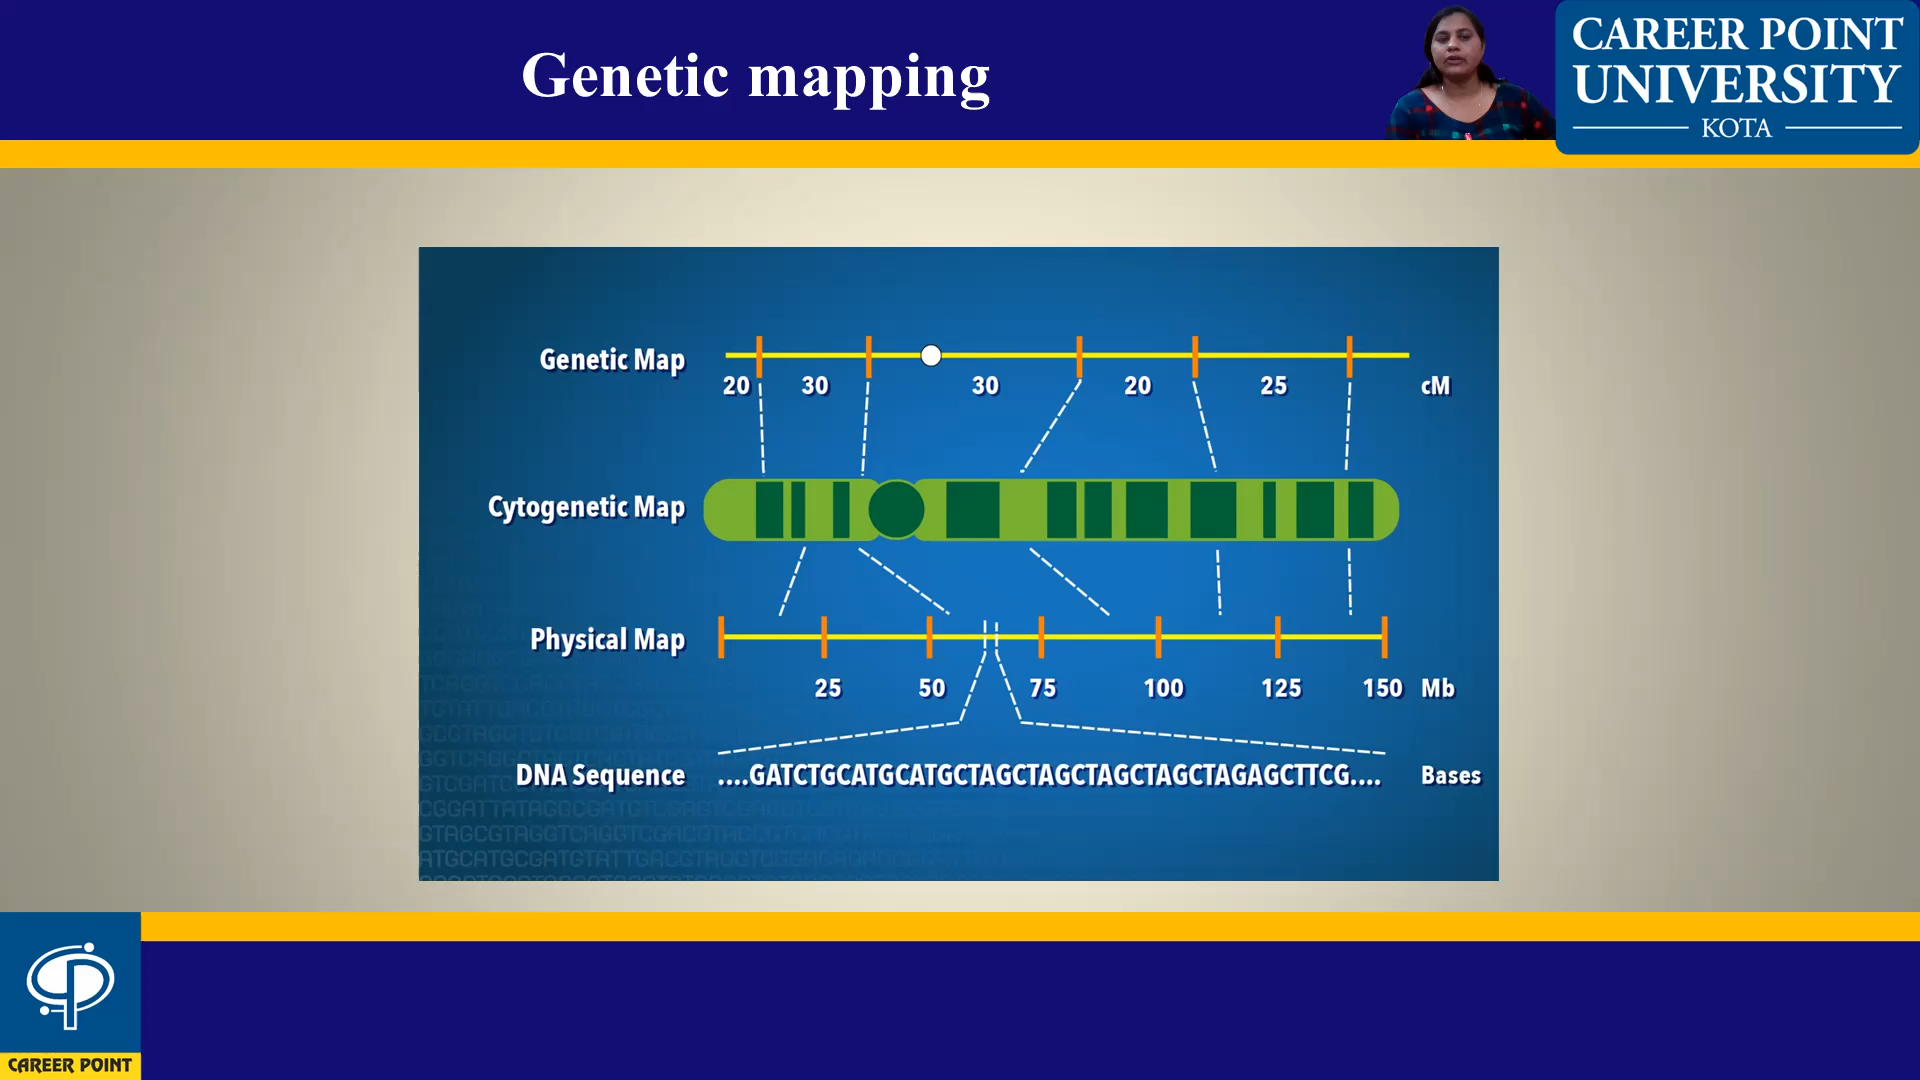 Genetic mapping
CAREER POINT
UNIVERSITY
KOTA
Genetic Map
20 30 30 20 25 cM
Cytogenetic Map
Physical Map
25 50 75 100 125 150 Mb
DNA Sequence ....GATCTGCATGCATGCTAGCTAGCTAGCTAGCTAGAGCTTCG.... Bases
CAREER POINT